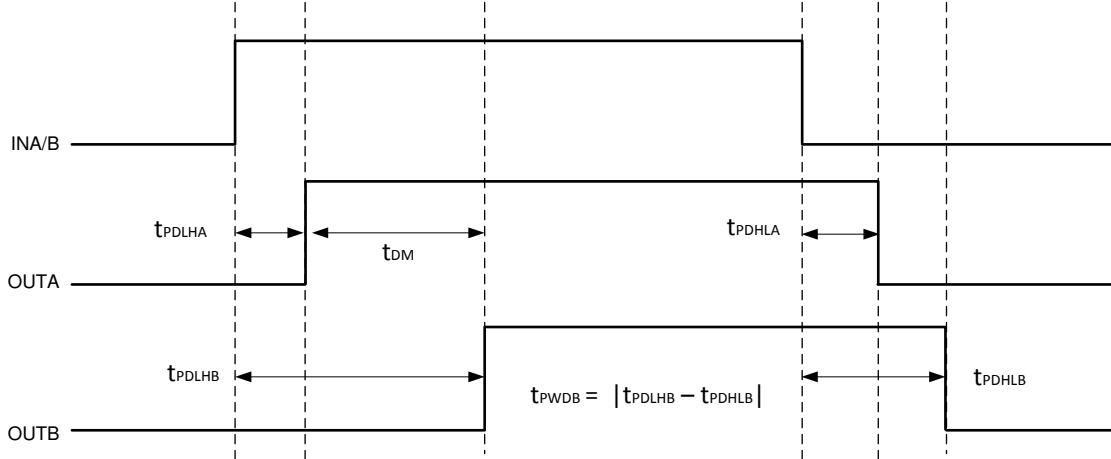 INA/B
tPDLHA
tPDHLA
tDM
OUTA
tPDLHB
tPWDB = |tPDLHB – tPDHLB|
tPDHLB
OUTB